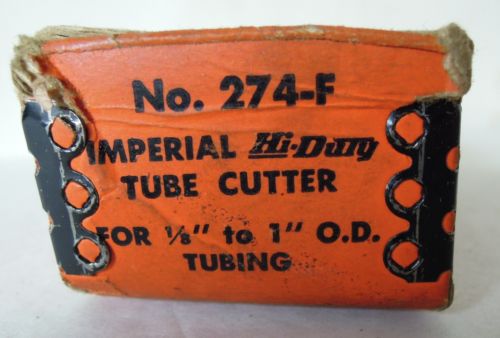 No. 274-F
IMPERIAL Hi-Duty
TUBE CUTTER
FOR ⅛" to 1" O.D.
TUBING